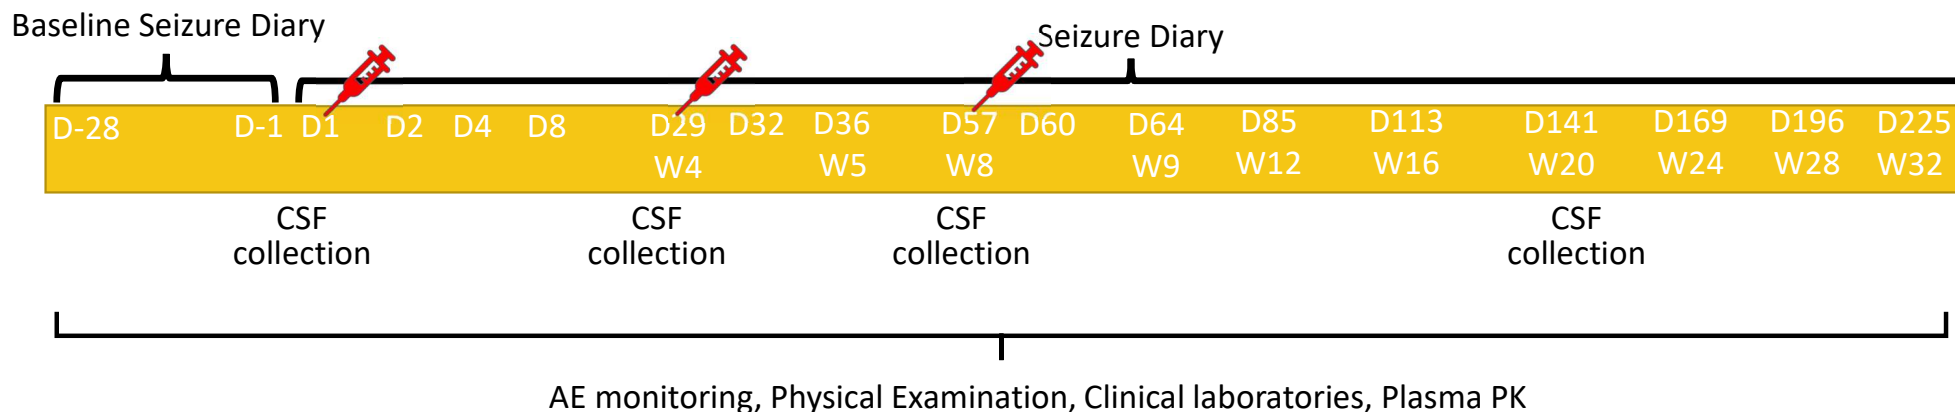 Baseline Seizure Diary
Seizure Diary
D-28 D-1 D1 D2 D4 D8 D29 D32 D36 D57 D60 D64 D85 D113 D141 D169 D196 D225
W4 W5 W8 W9 W12 W16 W20 W24 W28 W32
CSF CSF CSF CSF
collection collection collection collection
AE monitoring, Physical Examination, Clinical laboratories, Plasma PK